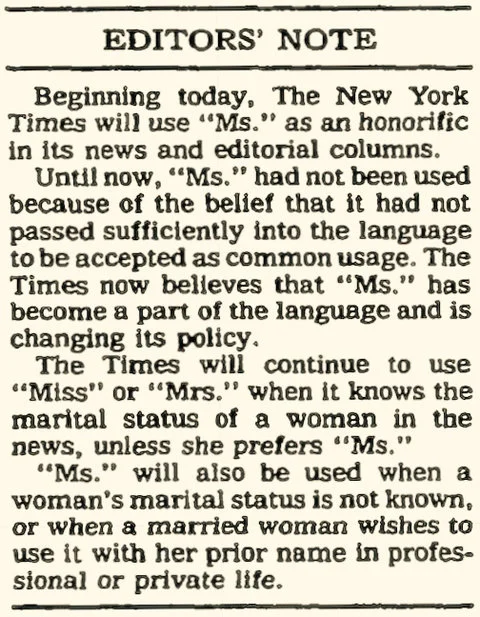 EDITORS' NOTE
Beginning today, The New York
Times will use “Ms.” as an honorific
in its news and editorial columns.
Until now, “Ms.” had not been used
because of the belief that it had not
passed sufficiently into the language
to be accepted as common usage. The
Times now believes that “Ms.” has
become a part of the language and is
changing its policy.
The Times will continue to use
“Miss” or “Mrs.” when it knows the
marital status of a woman in the
news, unless she prefers “Ms.”
“Ms.” will also be used when a
woman's marital status is not known,
or when a married woman wishes to
use it with her prior name in profes-
sional or private life.